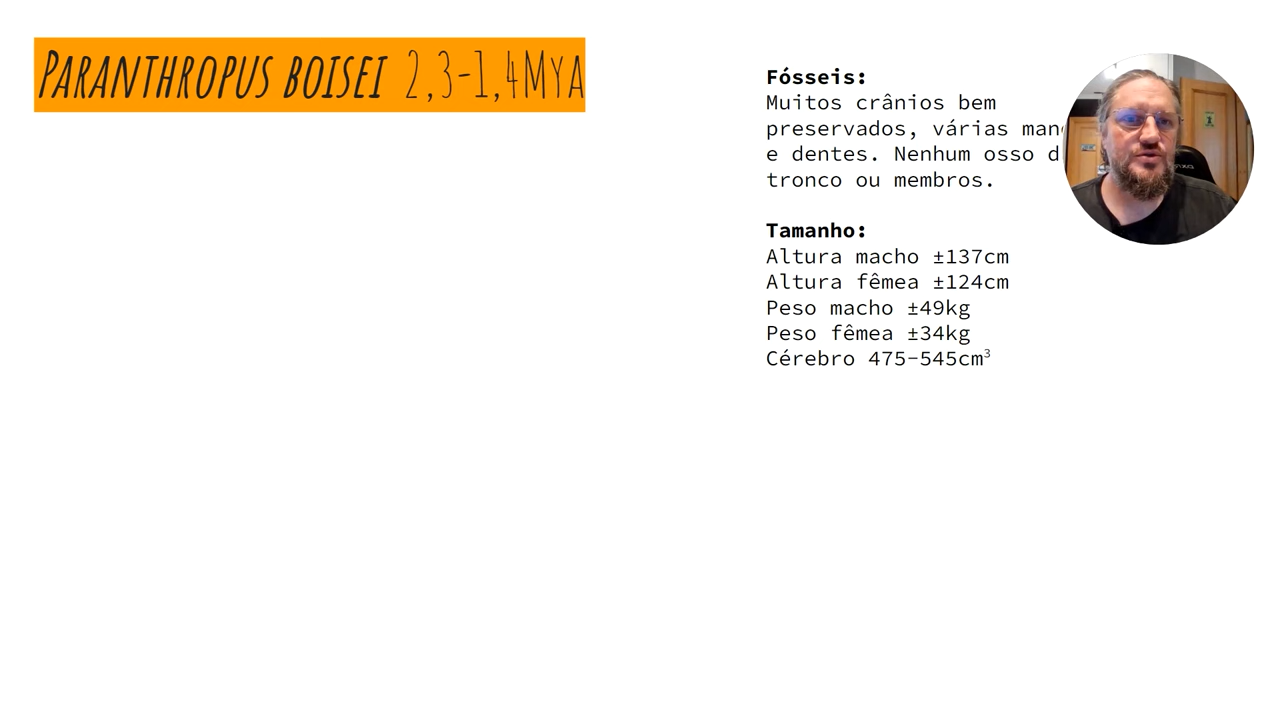 PARANTHROPUS BOISEI 2,3-1,4MYA
Fósseis:
Muitos crânios bem
preservados, várias
e dentes. Nenhum osso
tronco ou membros.
Tamanho:
Altura macho ±137cm
Altura fêmea ±124cm
Peso macho ±49kg
Peso fêmea ±34kg
Cérebro 475-545cm³